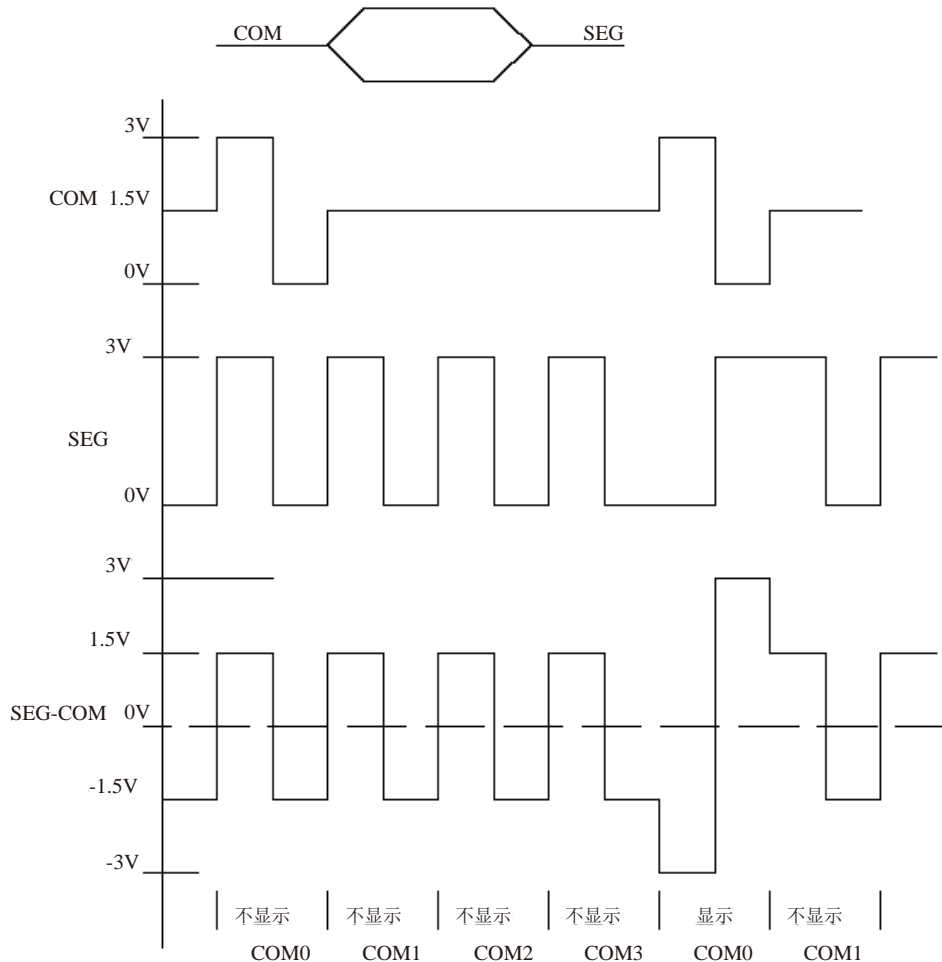 COM SEG
3V
COM 1.5V
0V
3V
SEG
0V
3V
1.5V
SEG-COM 0V
-1.5V
-3V
不显示 不显示 不显示 不显示 显示 不显示
COM0 COM1 COM2 COM3 COM0 COM1